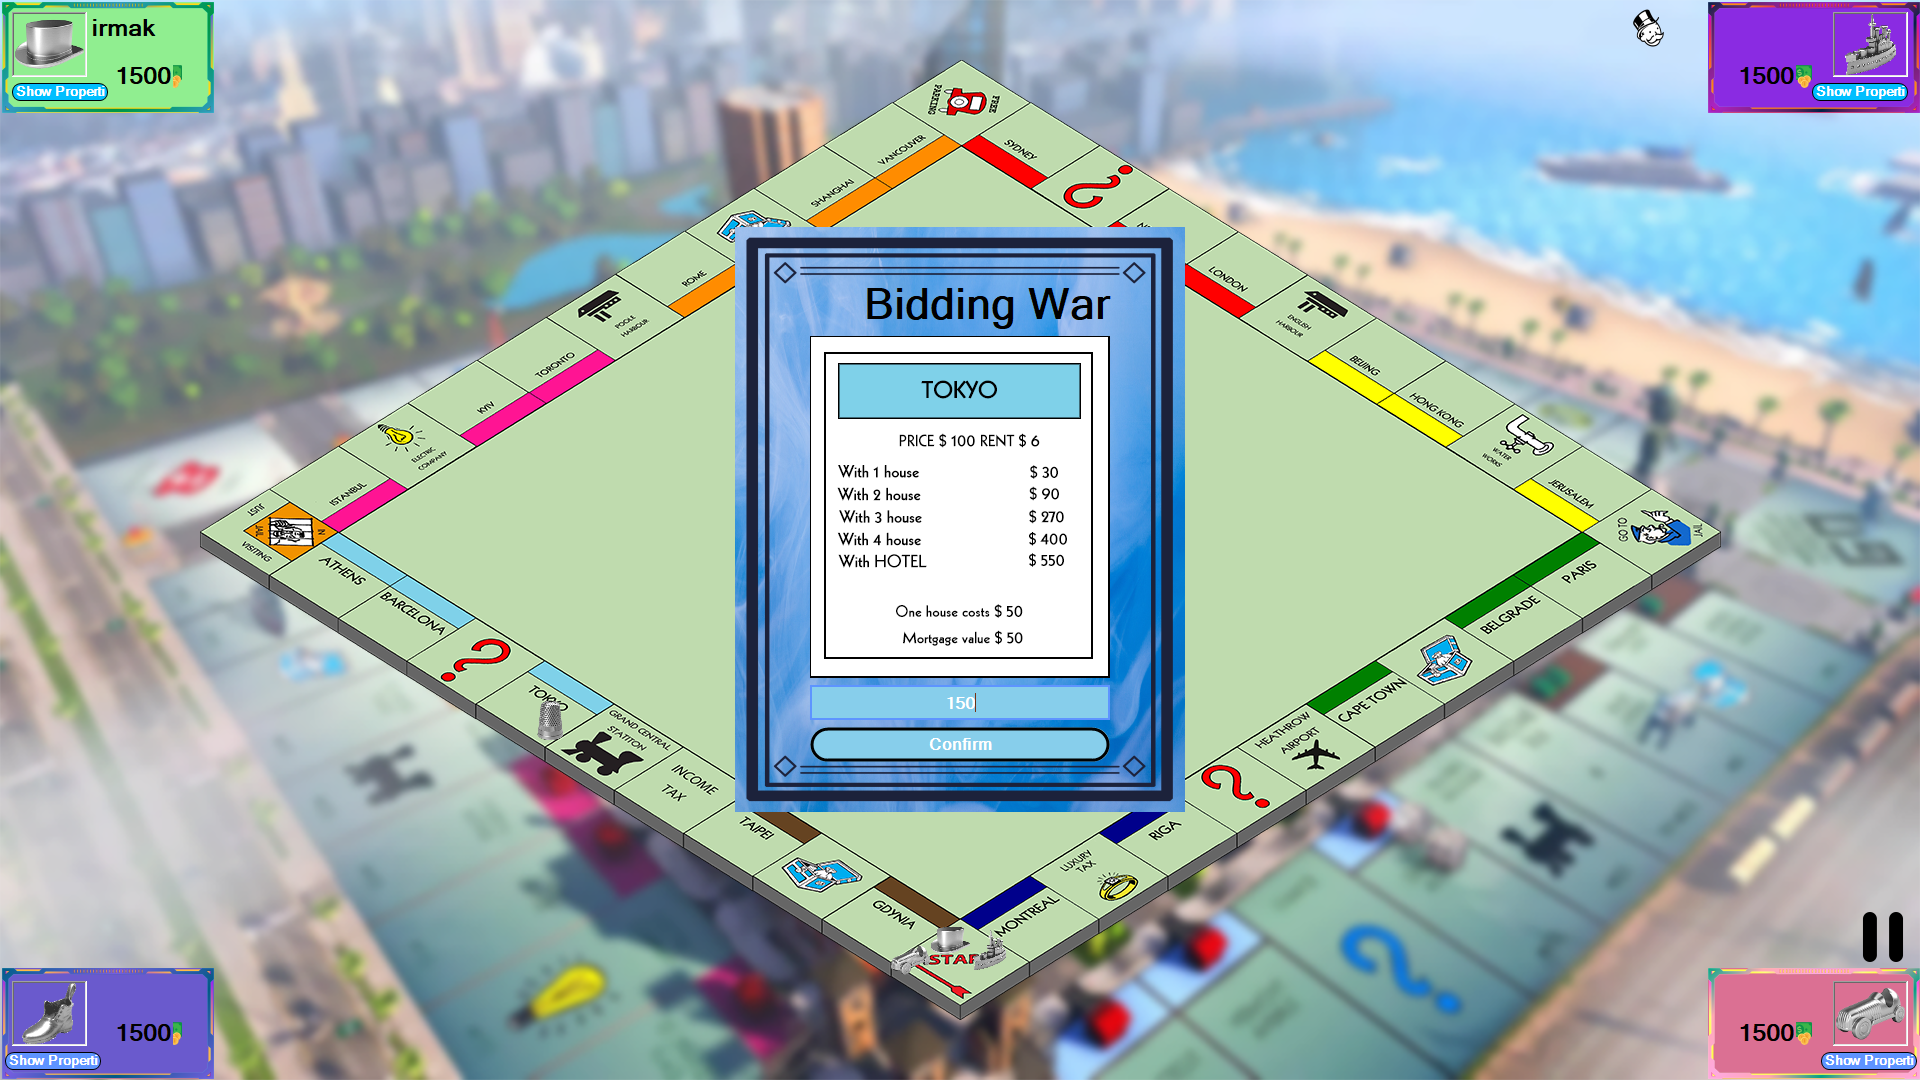 irmak
1500
Show Properti
1500
Show Properti
FREE
PARKING
VANCOUVER
SYDNEY
SHANGHAI
ROME
LONDON
POOLE
HARBOUR
ENGLISH
HARBOUR
TORONTO
BEIJING
KYIV
HONG KONG
ELECTRIC
COMPANY
WATER
WORKS
ISTANBUL
JERUSALEM
JUST
VISITING
IN
JAIL
GO TO
JAIL
ATHENS
PARIS
BARCELONA
BELGRADE
TOKYO
CAPE TOWN
GRAND CENTRAL
STATITON
HEATHROW
AIRPORT
INCOME
TAX
TAIPEI
RIGA
LUXURY
TAX
GDYNIA
MONTREAL
STAR
Bidding War
TOKYO
PRICE $ 100 RENT $ 6
With 1 house $ 30
With 2 house $ 90
With 3 house $ 270
With 4 house $ 400
With HOTEL $ 550
One house costs $ 50
Mortgage value $ 50
150
Confirm
1500
Show Properti
1500
Show Properti